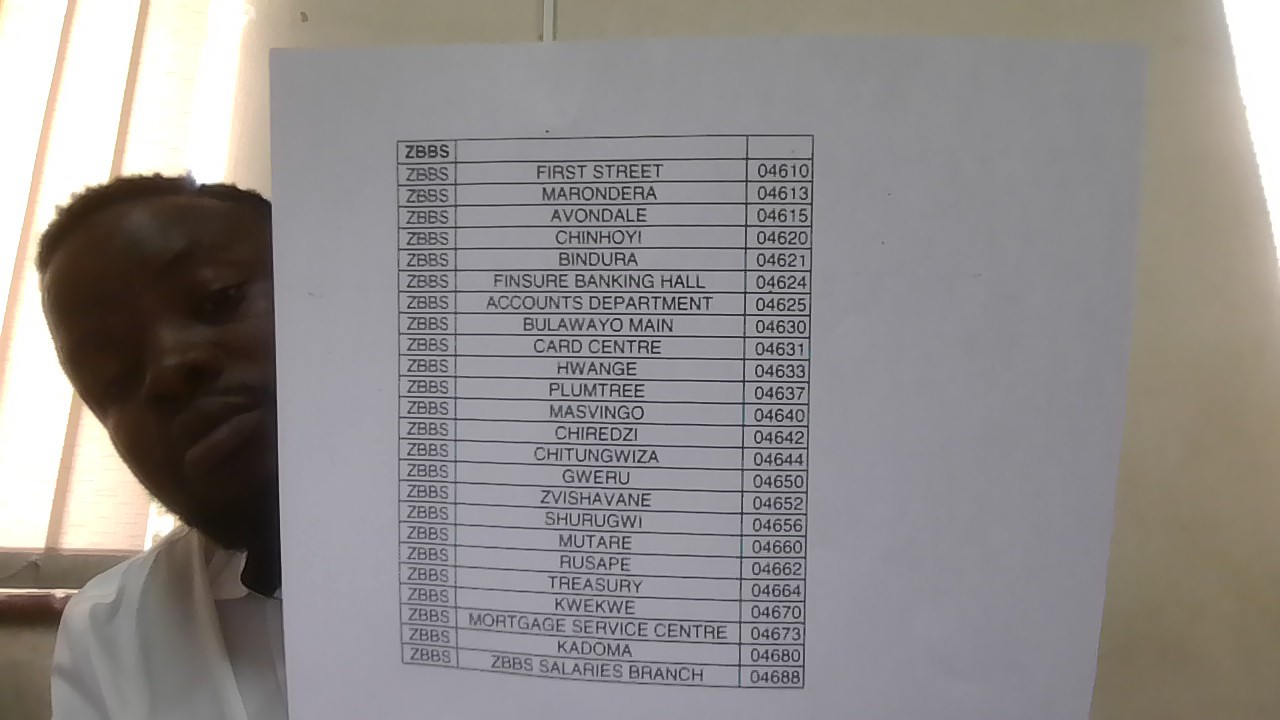 ZBBS
ZBBS FIRST STREET 04610
ZBBS MARONDERA 04613
ZBBS AVONDALE 04615
ZBBS CHINHOYI 04620
ZBBS BINDURA 04621
ZBBS FINSURE BANKING HALL 04624
ZBBS ACCOUNTS DEPARTMENT 04625
ZBBS BULAWAYO MAIN 04630
ZBBS CARD CENTRE 04631
ZBBS HWANGE 04633
ZBBS PLUMTREE 04637
ZBBS MASVINGO 04640
ZBBS CHIREDZI 04642
ZBBS CHITUNGWIZA 04644
ZBBS GWERU 04650
ZBBS ZVISHAVANE 04652
ZBBS SHURUGWI 04656
ZBBS MUTARE 04660
ZBBS RUSAPE 04662
ZBBS TREASURY 04664
ZBBS KWEKWE 04670
ZBBS MORTGAGE SERVICE CENTRE 04673
ZBBS KADOMA 04680
ZBBS ZBBS SALARIES BRANCH 04688